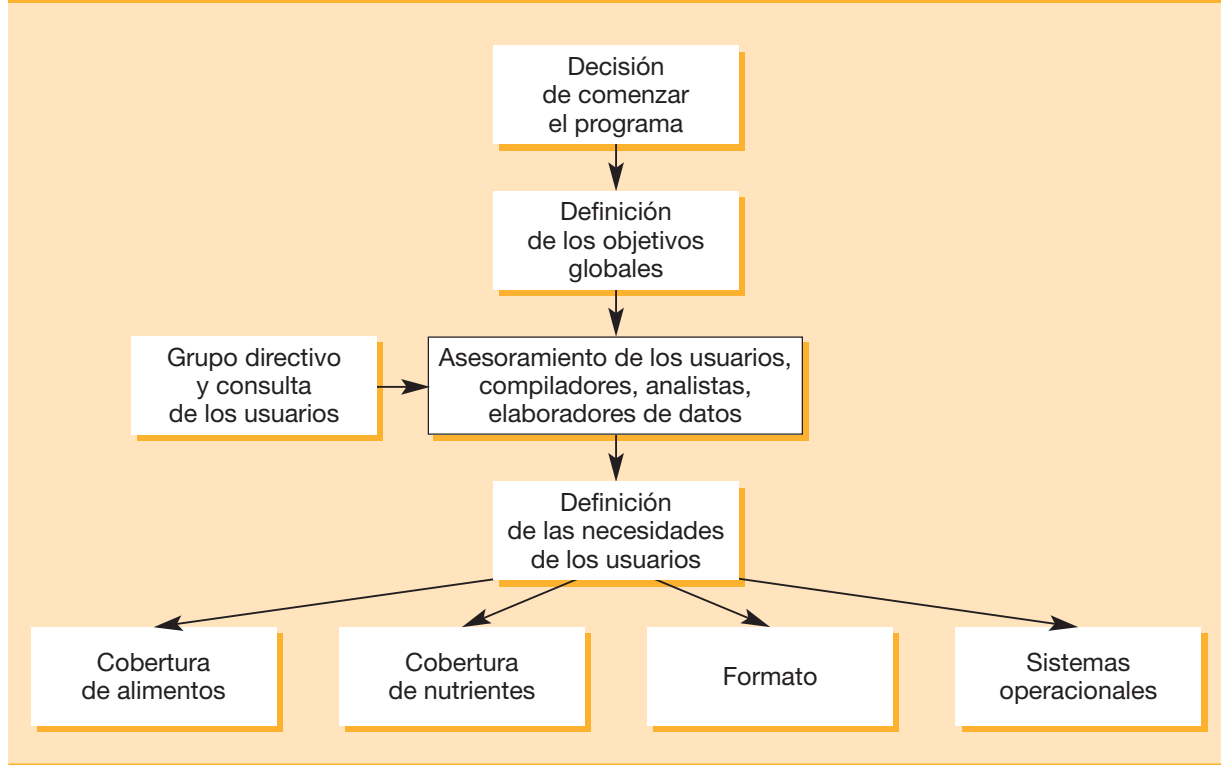 Decisión
de comenzar
el programa
Definición
de los objetivos
globales
Grupo directivo
y consulta
de los usuarios
Asesoramiento de los usuarios,
compiladores, analistas,
elaboradores de datos
Definición
de las necesidades
de los usuarios
Cobertura
de alimentos
Cobertura
de nutrientes
Formato
Sistemas
operacionales